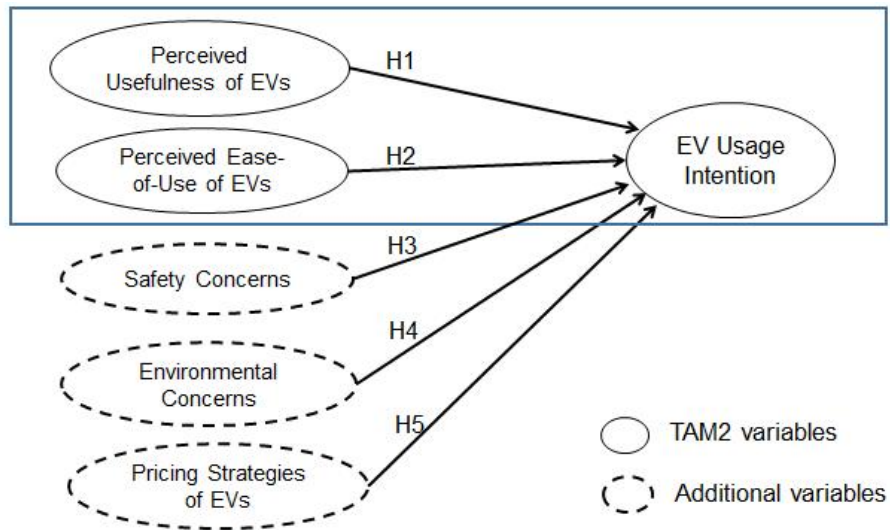 Perceived
Usefulness of EVs
H1
Perceived Ease-
of-Use of EVs
H2
EV Usage
Intention
Safety Concerns
H3
Environmental
Concerns
H4
Pricing Strategies
of EVs
H5
TAM2 variables
Additional variables